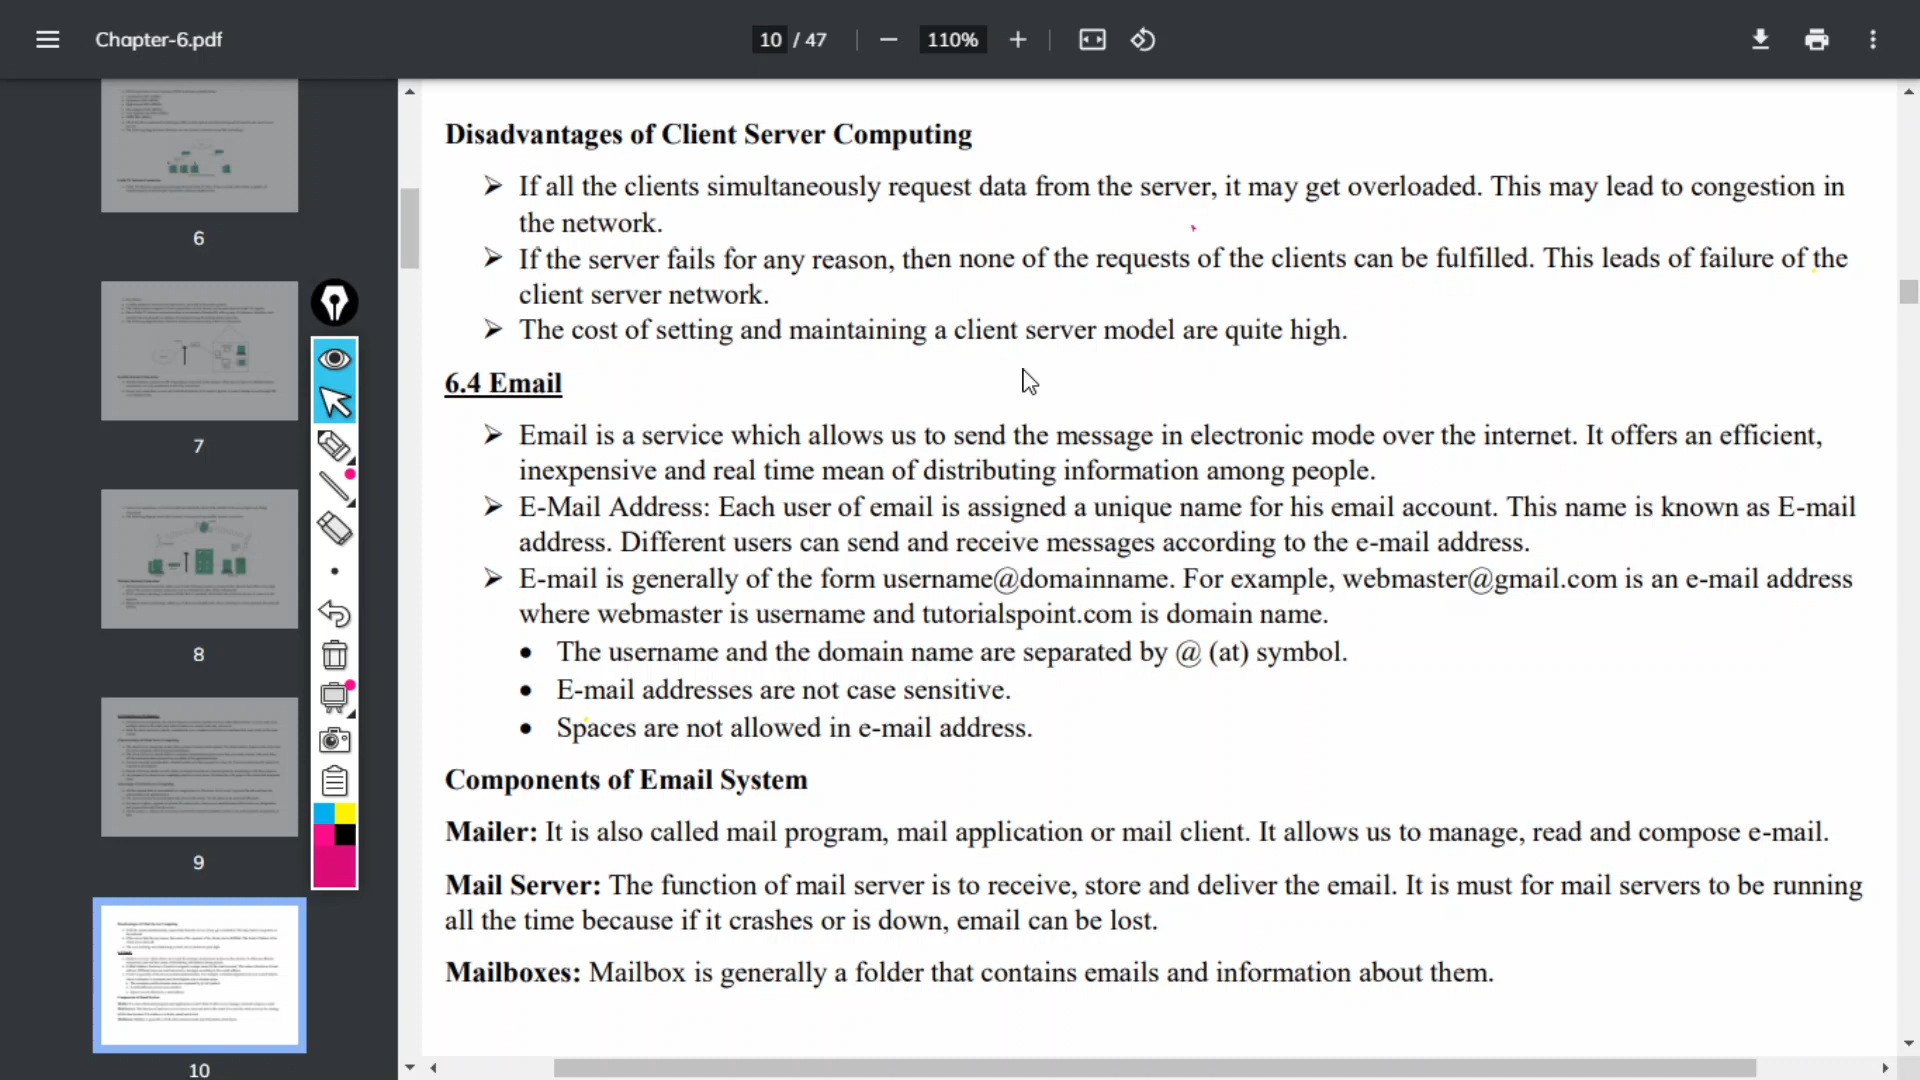 Chapter-6.pdf
10 / 47
110%
6
7
8
9
10
Disadvantages of Client Server Computing
➢ If all the clients simultaneously request data from the server, it may get overloaded. This may lead to congestion in
the network.
➢ If the server fails for any reason, then none of the requests of the clients can be fulfilled. This leads of failure of the
client server network.
➢ The cost of setting and maintaining a client server model are quite high.
6.4 Email
➢ Email is a service which allows us to send the message in electronic mode over the internet. It offers an efficient,
inexpensive and real time mean of distributing information among people.
➢ E-Mail Address: Each user of email is assigned a unique name for his email account. This name is known as E-mail
address. Different users can send and receive messages according to the e-mail address.
➢ E-mail is generally of the form username@domainname. For example, webmaster@gmail.com is an e-mail address
where webmaster is username and tutorialspoint.com is domain name.
• The username and the domain name are separated by @ (at) symbol.
• E-mail addresses are not case sensitive.
• Spaces are not allowed in e-mail address.
Components of Email System
Mailer: It is also called mail program, mail application or mail client. It allows us to manage, read and compose e-mail.
Mail Server: The function of mail server is to receive, store and deliver the email. It is must for mail servers to be running
all the time because if it crashes or is down, email can be lost.
Mailboxes: Mailbox is generally a folder that contains emails and information about them.